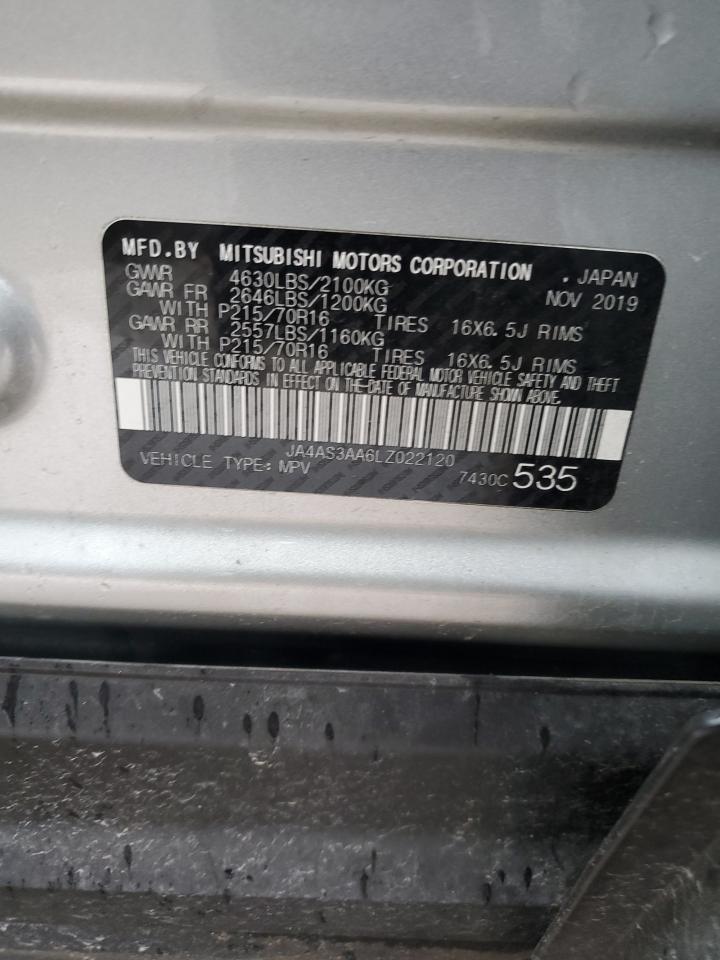 MFD.BY MITSUBISHI MOTORS CORPORATION . JAPAN
GVWR 4630LBS/2100KG NOV 2019
GAWR FR 2646LBS/1200KG
WITH P215/70R16 TIRES 16X6.5J RIMS
GAWR RR 2557LBS/1160KG
WITH P215/70R16 TIRES 16X6.5J RIMS
THIS VEHICLE CONFORMS TO ALL APPLICABLE FEDERAL MOTOR VEHICLE SAFETY AND THEFT
PREVENTION STANDARDS IN EFFECT ON THE DATE OF MANUFACTURE SHOWN ABOVE.
JA4AS3AA6LZ022120
VEHICLE TYPE: MPV 7430C 535